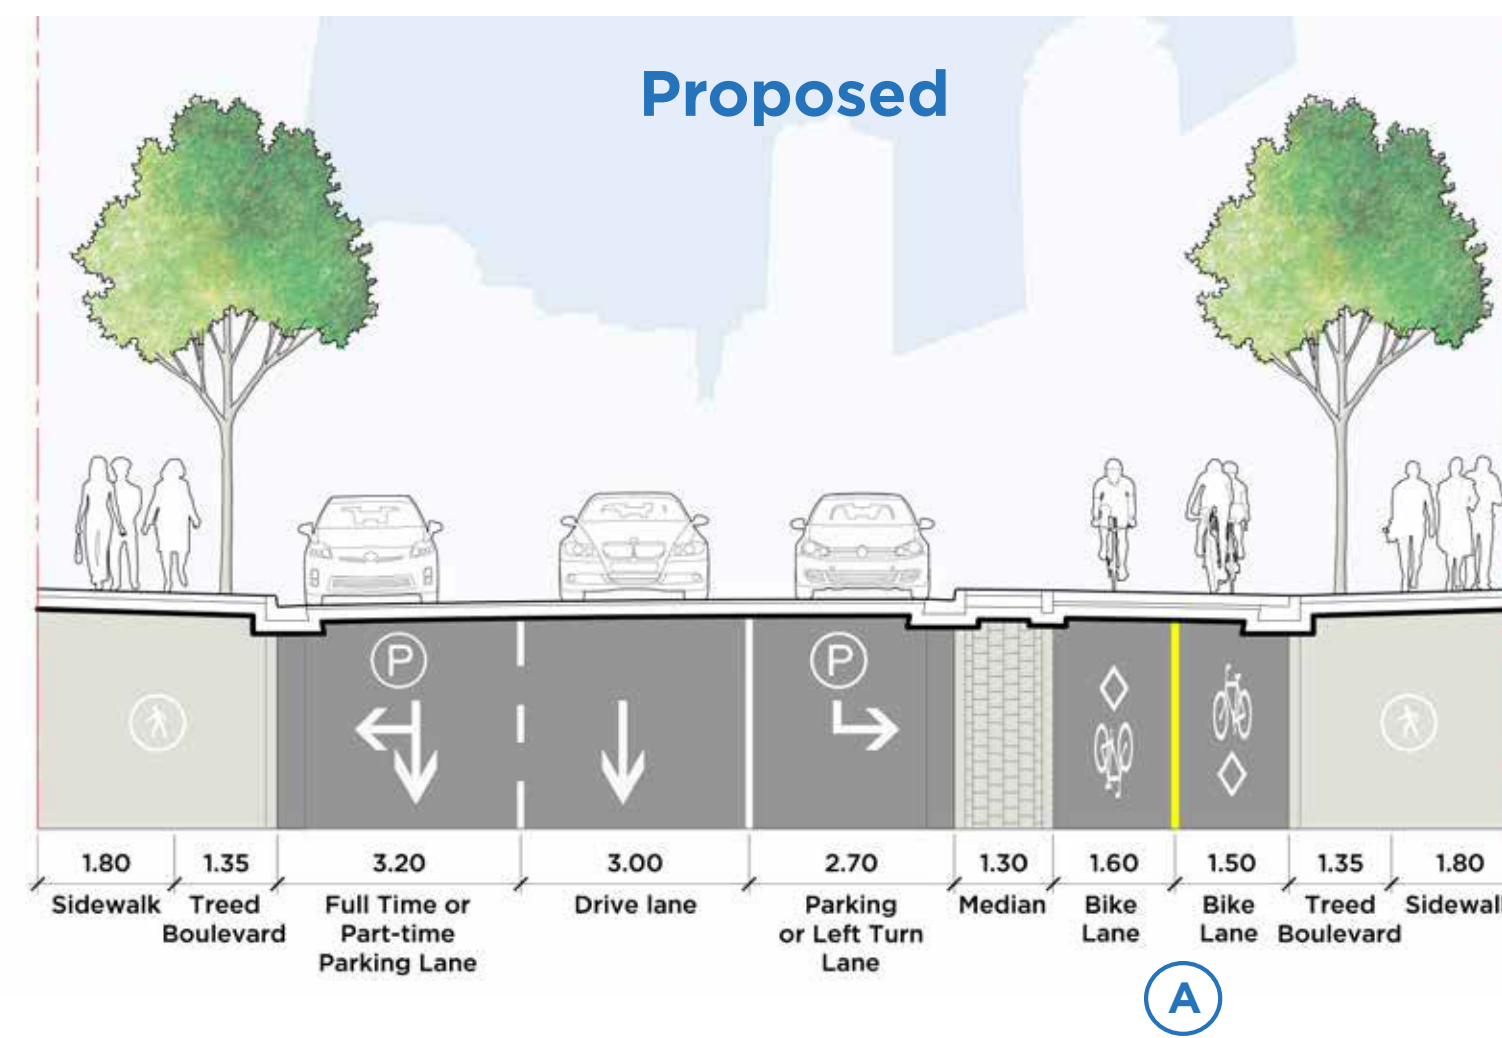 Proposed
P
P
1.80
1.35
3.20
3.00
2.70
1.30
1.60
1.50
1.35
1.80
Sidewalk
Treed
Boulevard
Full Time or
Part-time
Parking Lane
Drive lane
Parking
or Left Turn
Lane
Median
Bike
Lane
Bike
Lane
Treed
Boulevard
Sidewal
A